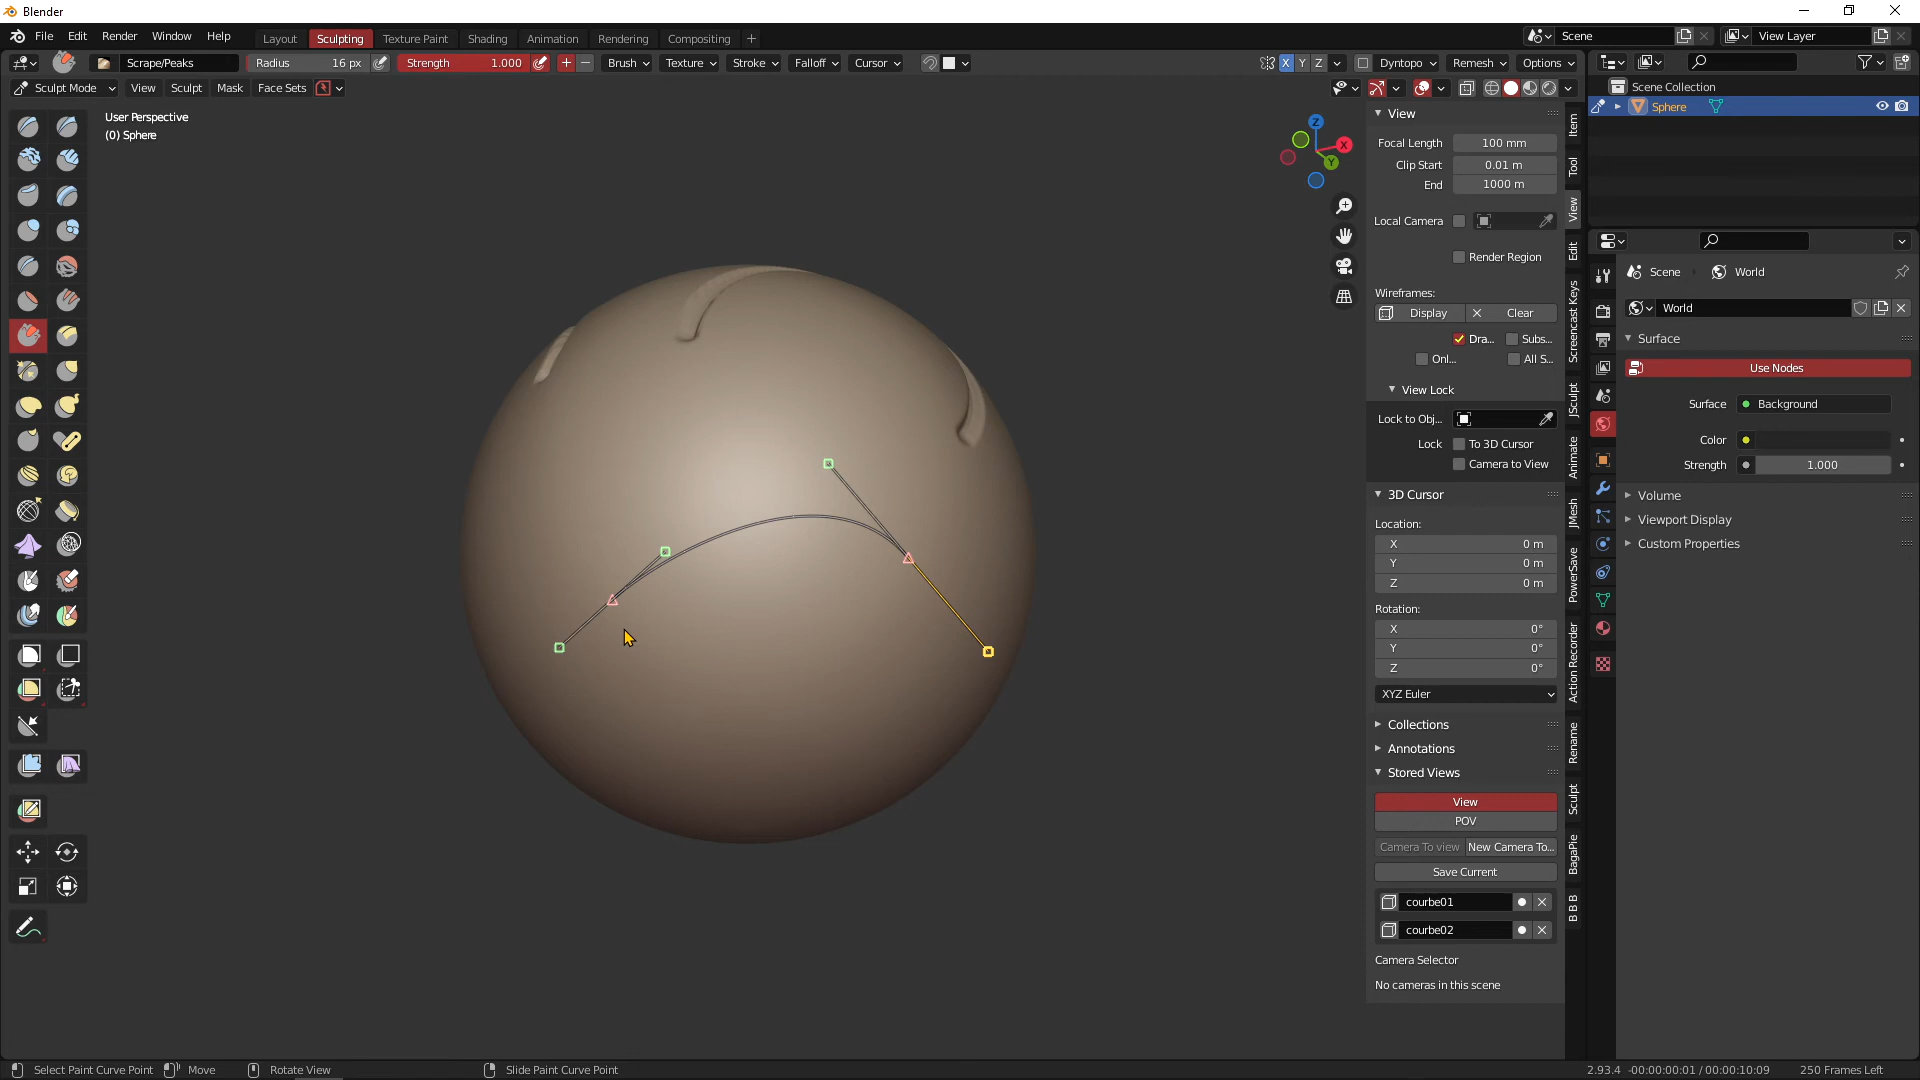 Blender
File Edit Render Window Help Layout Sculpting Texture Paint Shading Animation Rendering Compositing + Scene View Layer
Scrape/Peaks Radius 16 px Strength 1.000 + − Brush Texture Stroke Falloff Cursor X Y Z Dyntopo Remesh Options
Sculpt Mode View Sculpt Mask Face Sets
User Perspective
(0) Sphere
Z
X
Y
View
Focal Length 100 mm
Clip Start 0.01 m
End 1000 m
Local Camera
Render Region
Wireframes:
Display Clear
Dra... Subs...
Onl... All S...
View Lock
Lock to Obj...
Lock To 3D Cursor
Camera to View
3D Cursor
Location:
X 0 m
Y 0 m
Z 0 m
Rotation:
X 0°
Y 0°
Z 0°
XYZ Euler
Collections
Annotations
Stored Views
View
POV
Camera To view New Camera To...
Save Current
courbe01
courbe02
Camera Selector
No cameras in this scene
Item
Tool
View
Edit
Screencast Keys
JSculpt
Animate
JMesh
PowerSave
Action Recorder
Rename
Sculpt
BagaPie
B B B
Scene Collection
Sphere
Scene World
World
Surface
Use Nodes
Surface Background
Color
Strength 1.000
Volume
Viewport Display
Custom Properties
Select Paint Curve Point Move Rotate View Slide Paint Curve Point 2.93.4 -00:00:00:01 / 00:00:10:09 250 Frames Left